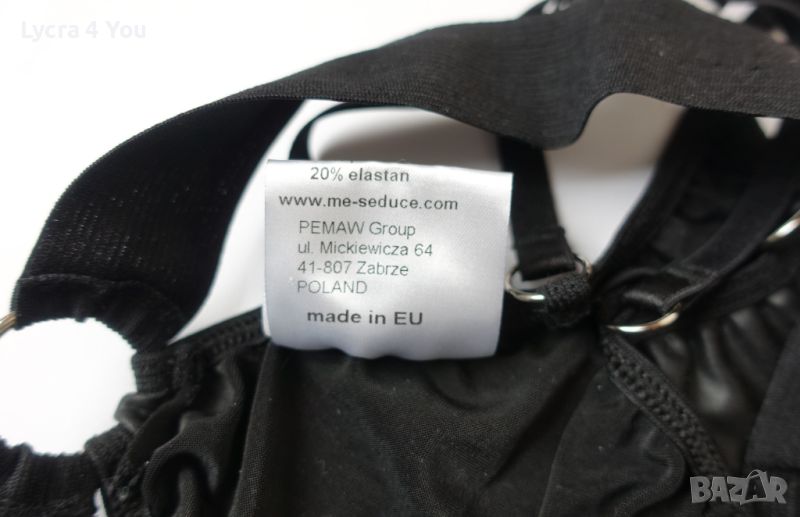 Lycra 4 You
20% elastan
www.me-seduce.com
PEMAW Group
ul. Mickiewicza 64
41-807 Zabrze
POLAND
made in EU
BAZAR